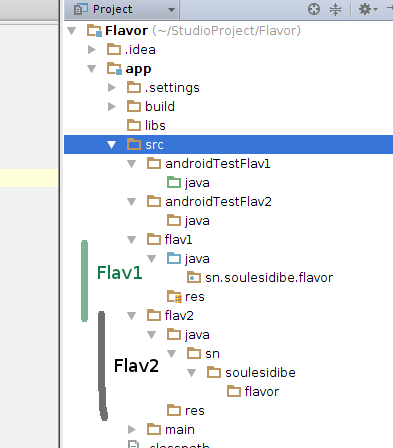 Project
Flavor (~/StudioProject/Flavor)
.idea
app
.settings
build
libs
src
androidTestFlav1
java
androidTestFlav2
java
flav1
java
Flav1
sn.soulesidibe.flavor
res
flav2
java
sn
Flav2
soulesidibe
flavor
res
main
.classpath